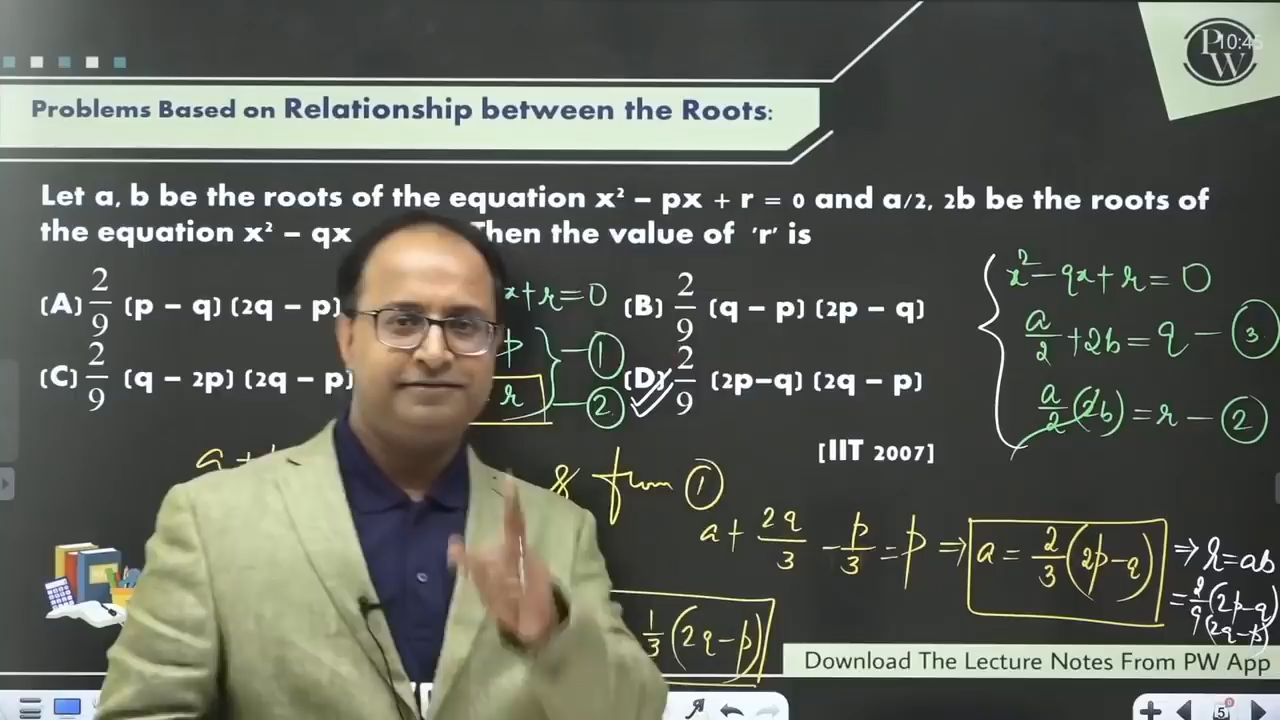 PW
10:45
Problems Based on Relationship between the Roots:
Let a, b be the roots of the equation x² – px + r = 0 and a/2, 2b be the roots of
the equation x² – qx Then the value of 'r' is
(A) 2/9 (p – q) (2q – p)
(B) 2/9 (q – p) (2p – q)
(C) 2/9 (q – 2p) (2q – p)
(D) 2/9 (2p–q) (2q – p)
[IIT 2007]
x+r=0
p — ①
r — ②
x²–qx+r=0
a/2 +2b = q – ③
a/2 (2b) = r – ②
a +
& from ①
a + 2q/3 – p/3 = p ⇒ a = 2/3 (2p–q) ⇒ r=ab
= 2/9 (2p–q)
(2q–p)
1/3 (2q–p)
Download The Lecture Notes From PW App
5